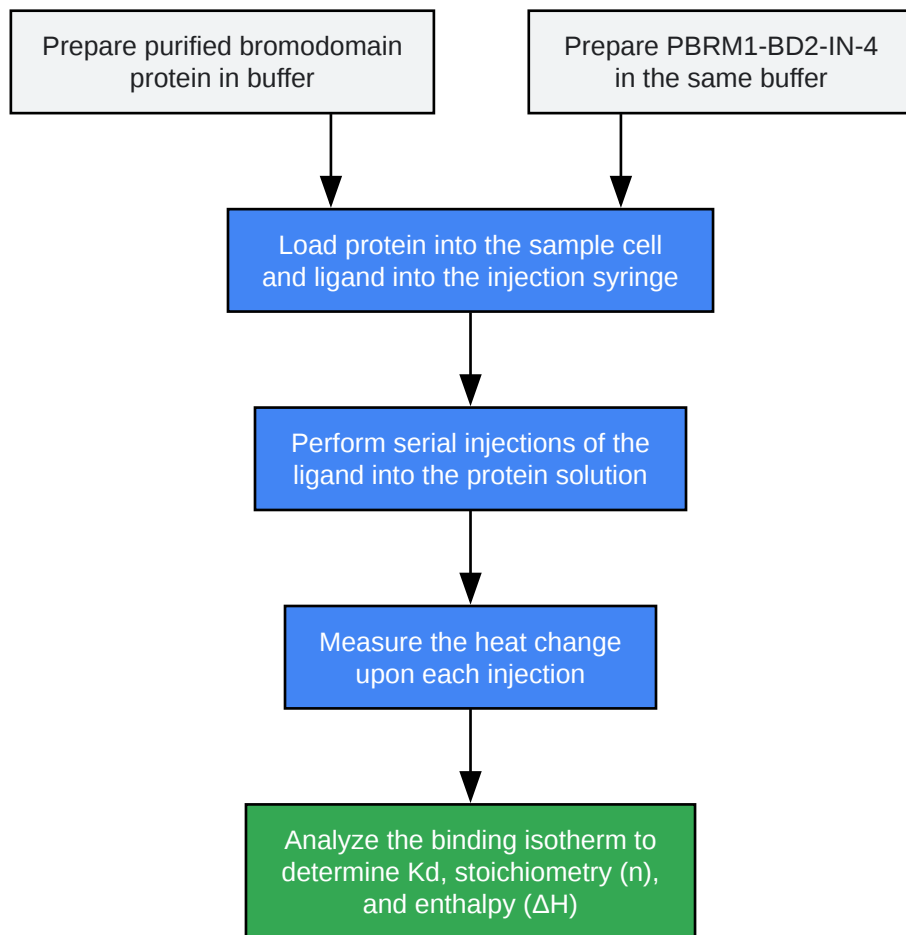 Prepare purified bromodomain
protein in buffer
Prepare PBRM1-BD2-IN-4
in the same buffer
Load protein into the sample cell
and ligand into the injection syringe
Perform serial injections of the
ligand into the protein solution
Measure the heat change
upon each injection
Analyze the binding isotherm to
determine Kd, stoichiometry (n),
and enthalpy (ΔH)